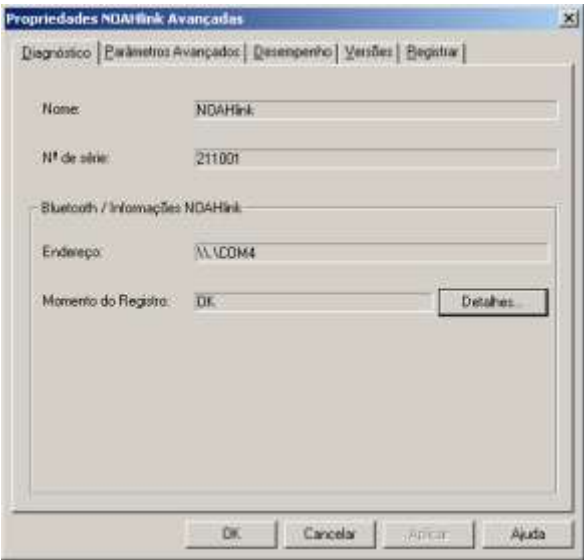 Propriedades NOAHlink Avançadas
Diagnóstico Parâmetros Avançados Desempenho Versões Registrar
Nome: NOAHlink
Nº de série: 211001
Bluetooth / Informações NOAHlink
Endereço: \\.\COM4
Momento do Registro: OK Detalhes...
OK Cancelar Aplicar Ajuda